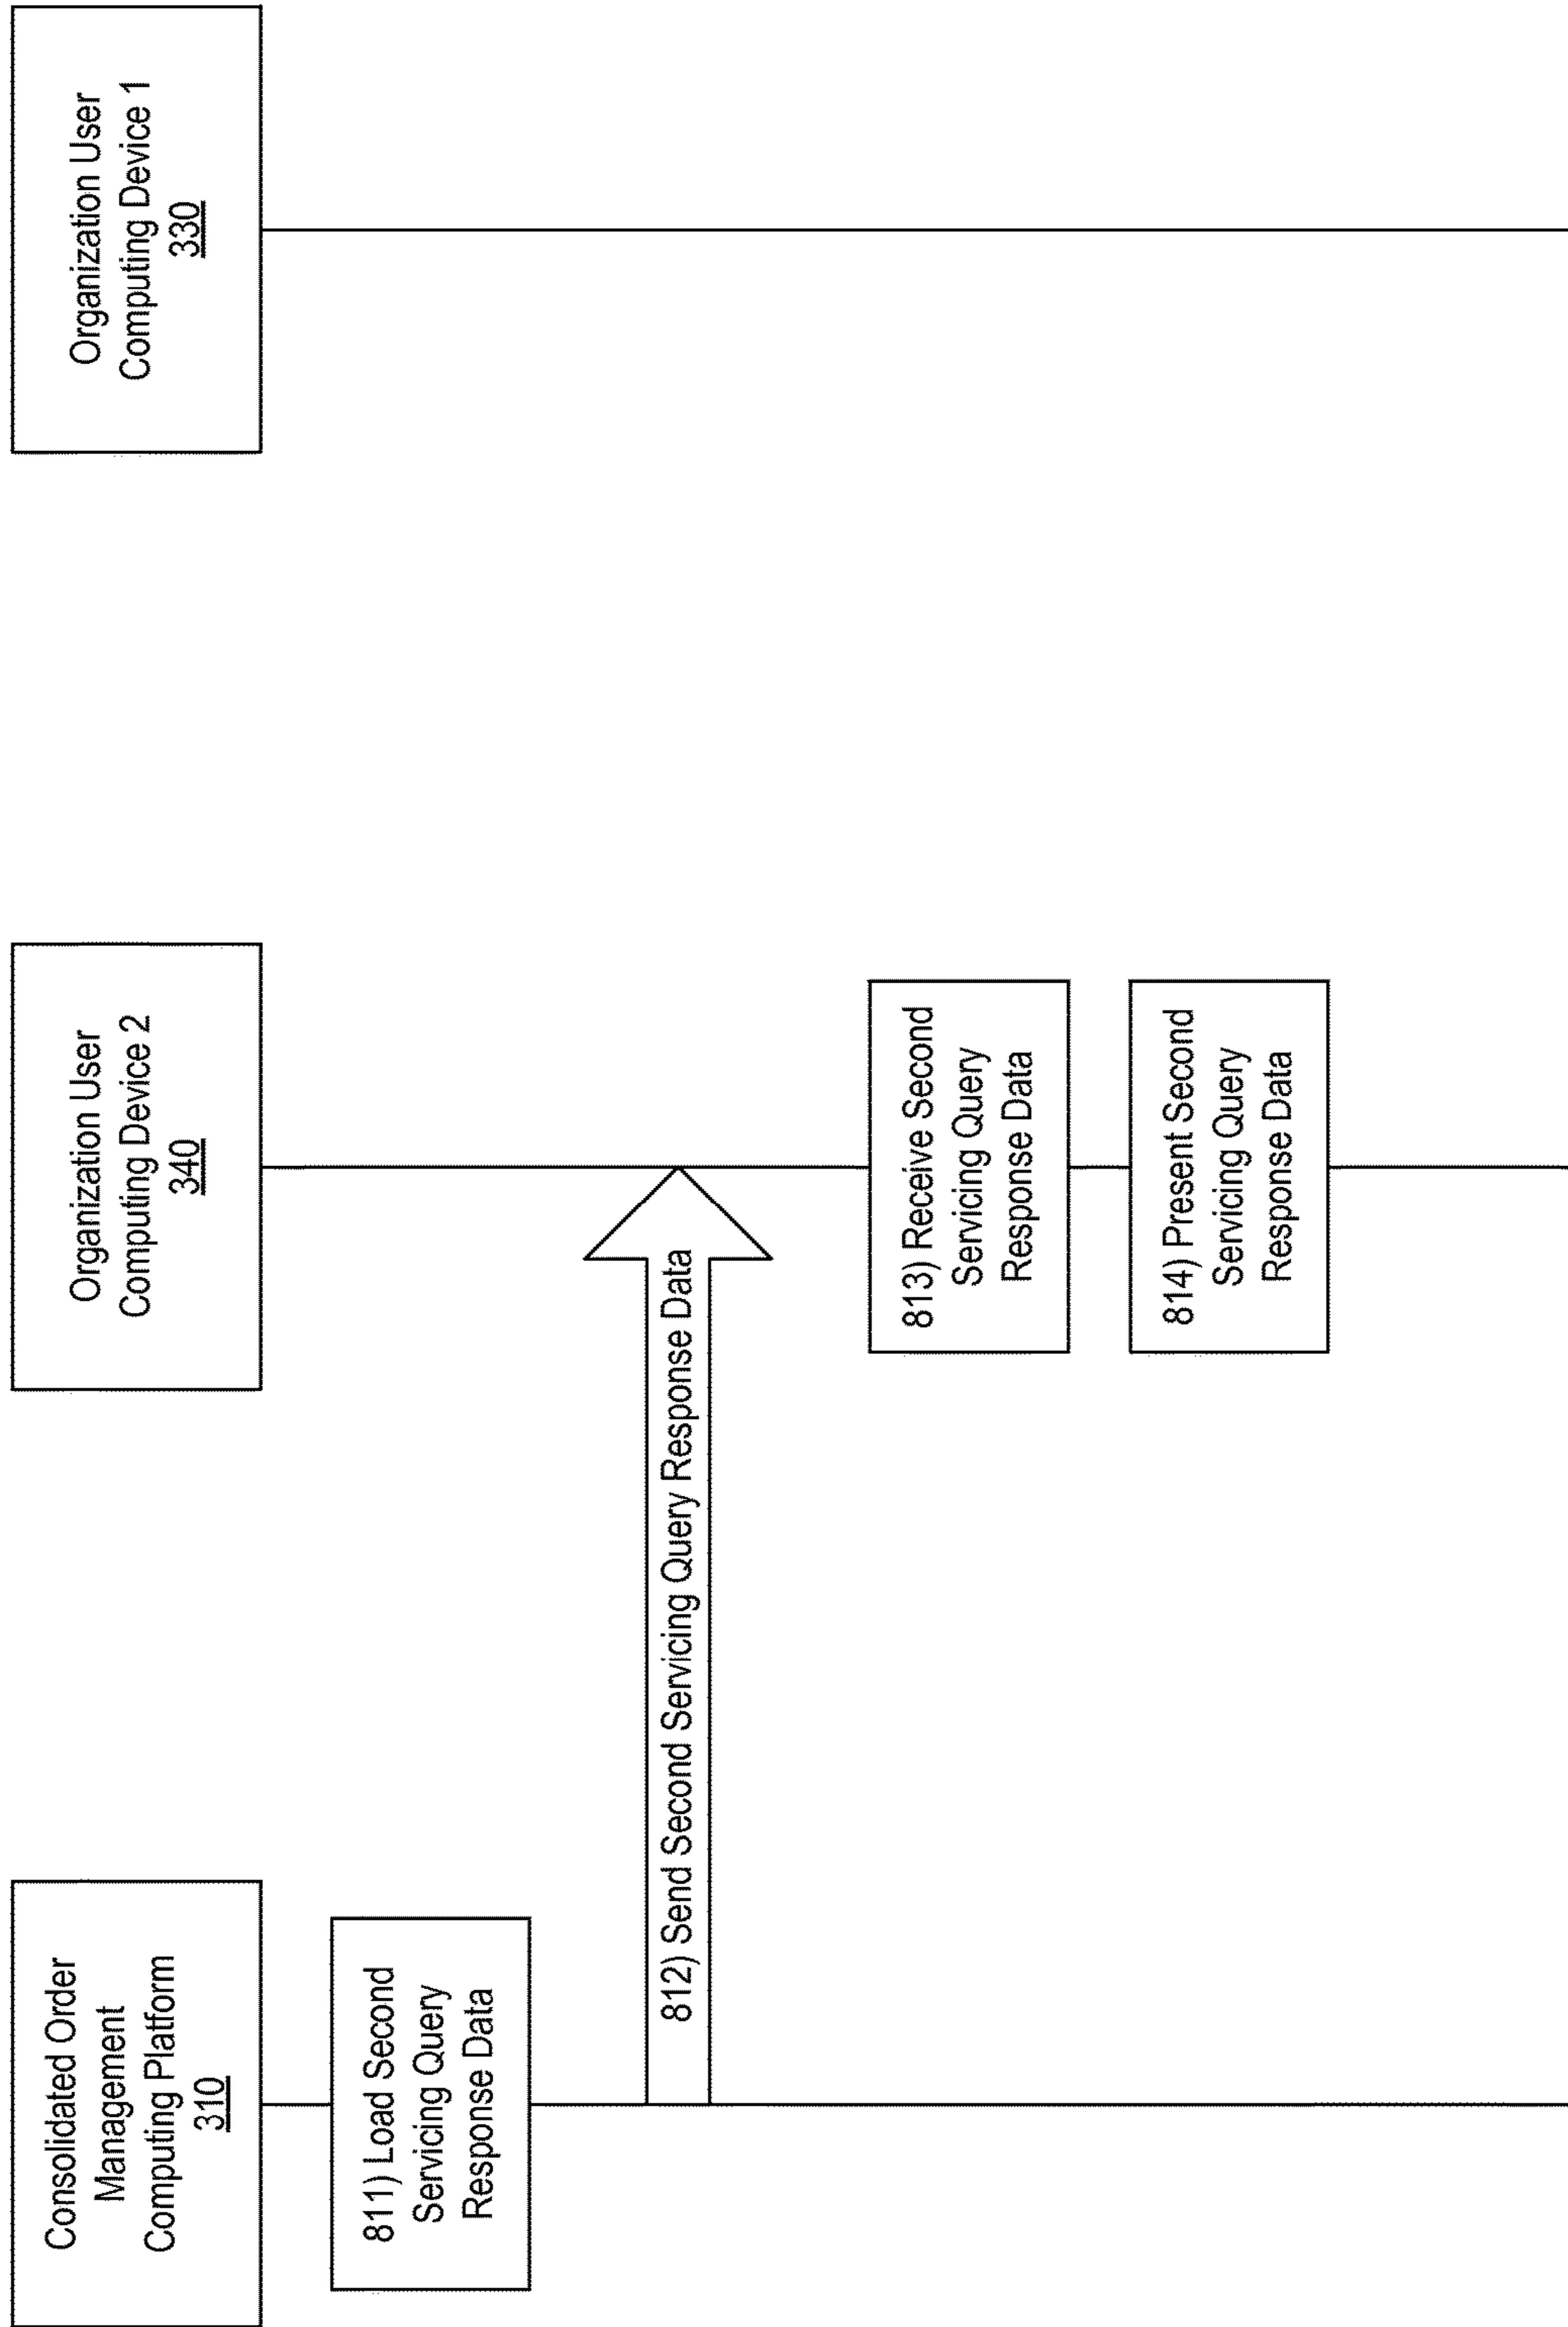 Consolidated Order
Management
Computing Platform
310
Organization User
Computing Device 2
340
Organization User
Computing Device 1
330
811) Load Second
Servicing Query
Response Data
812) Send Second Servicing Query Response Data
813) Receive Second
Servicing Query
Response Data
814) Present Second
Servicing Query
Response Data